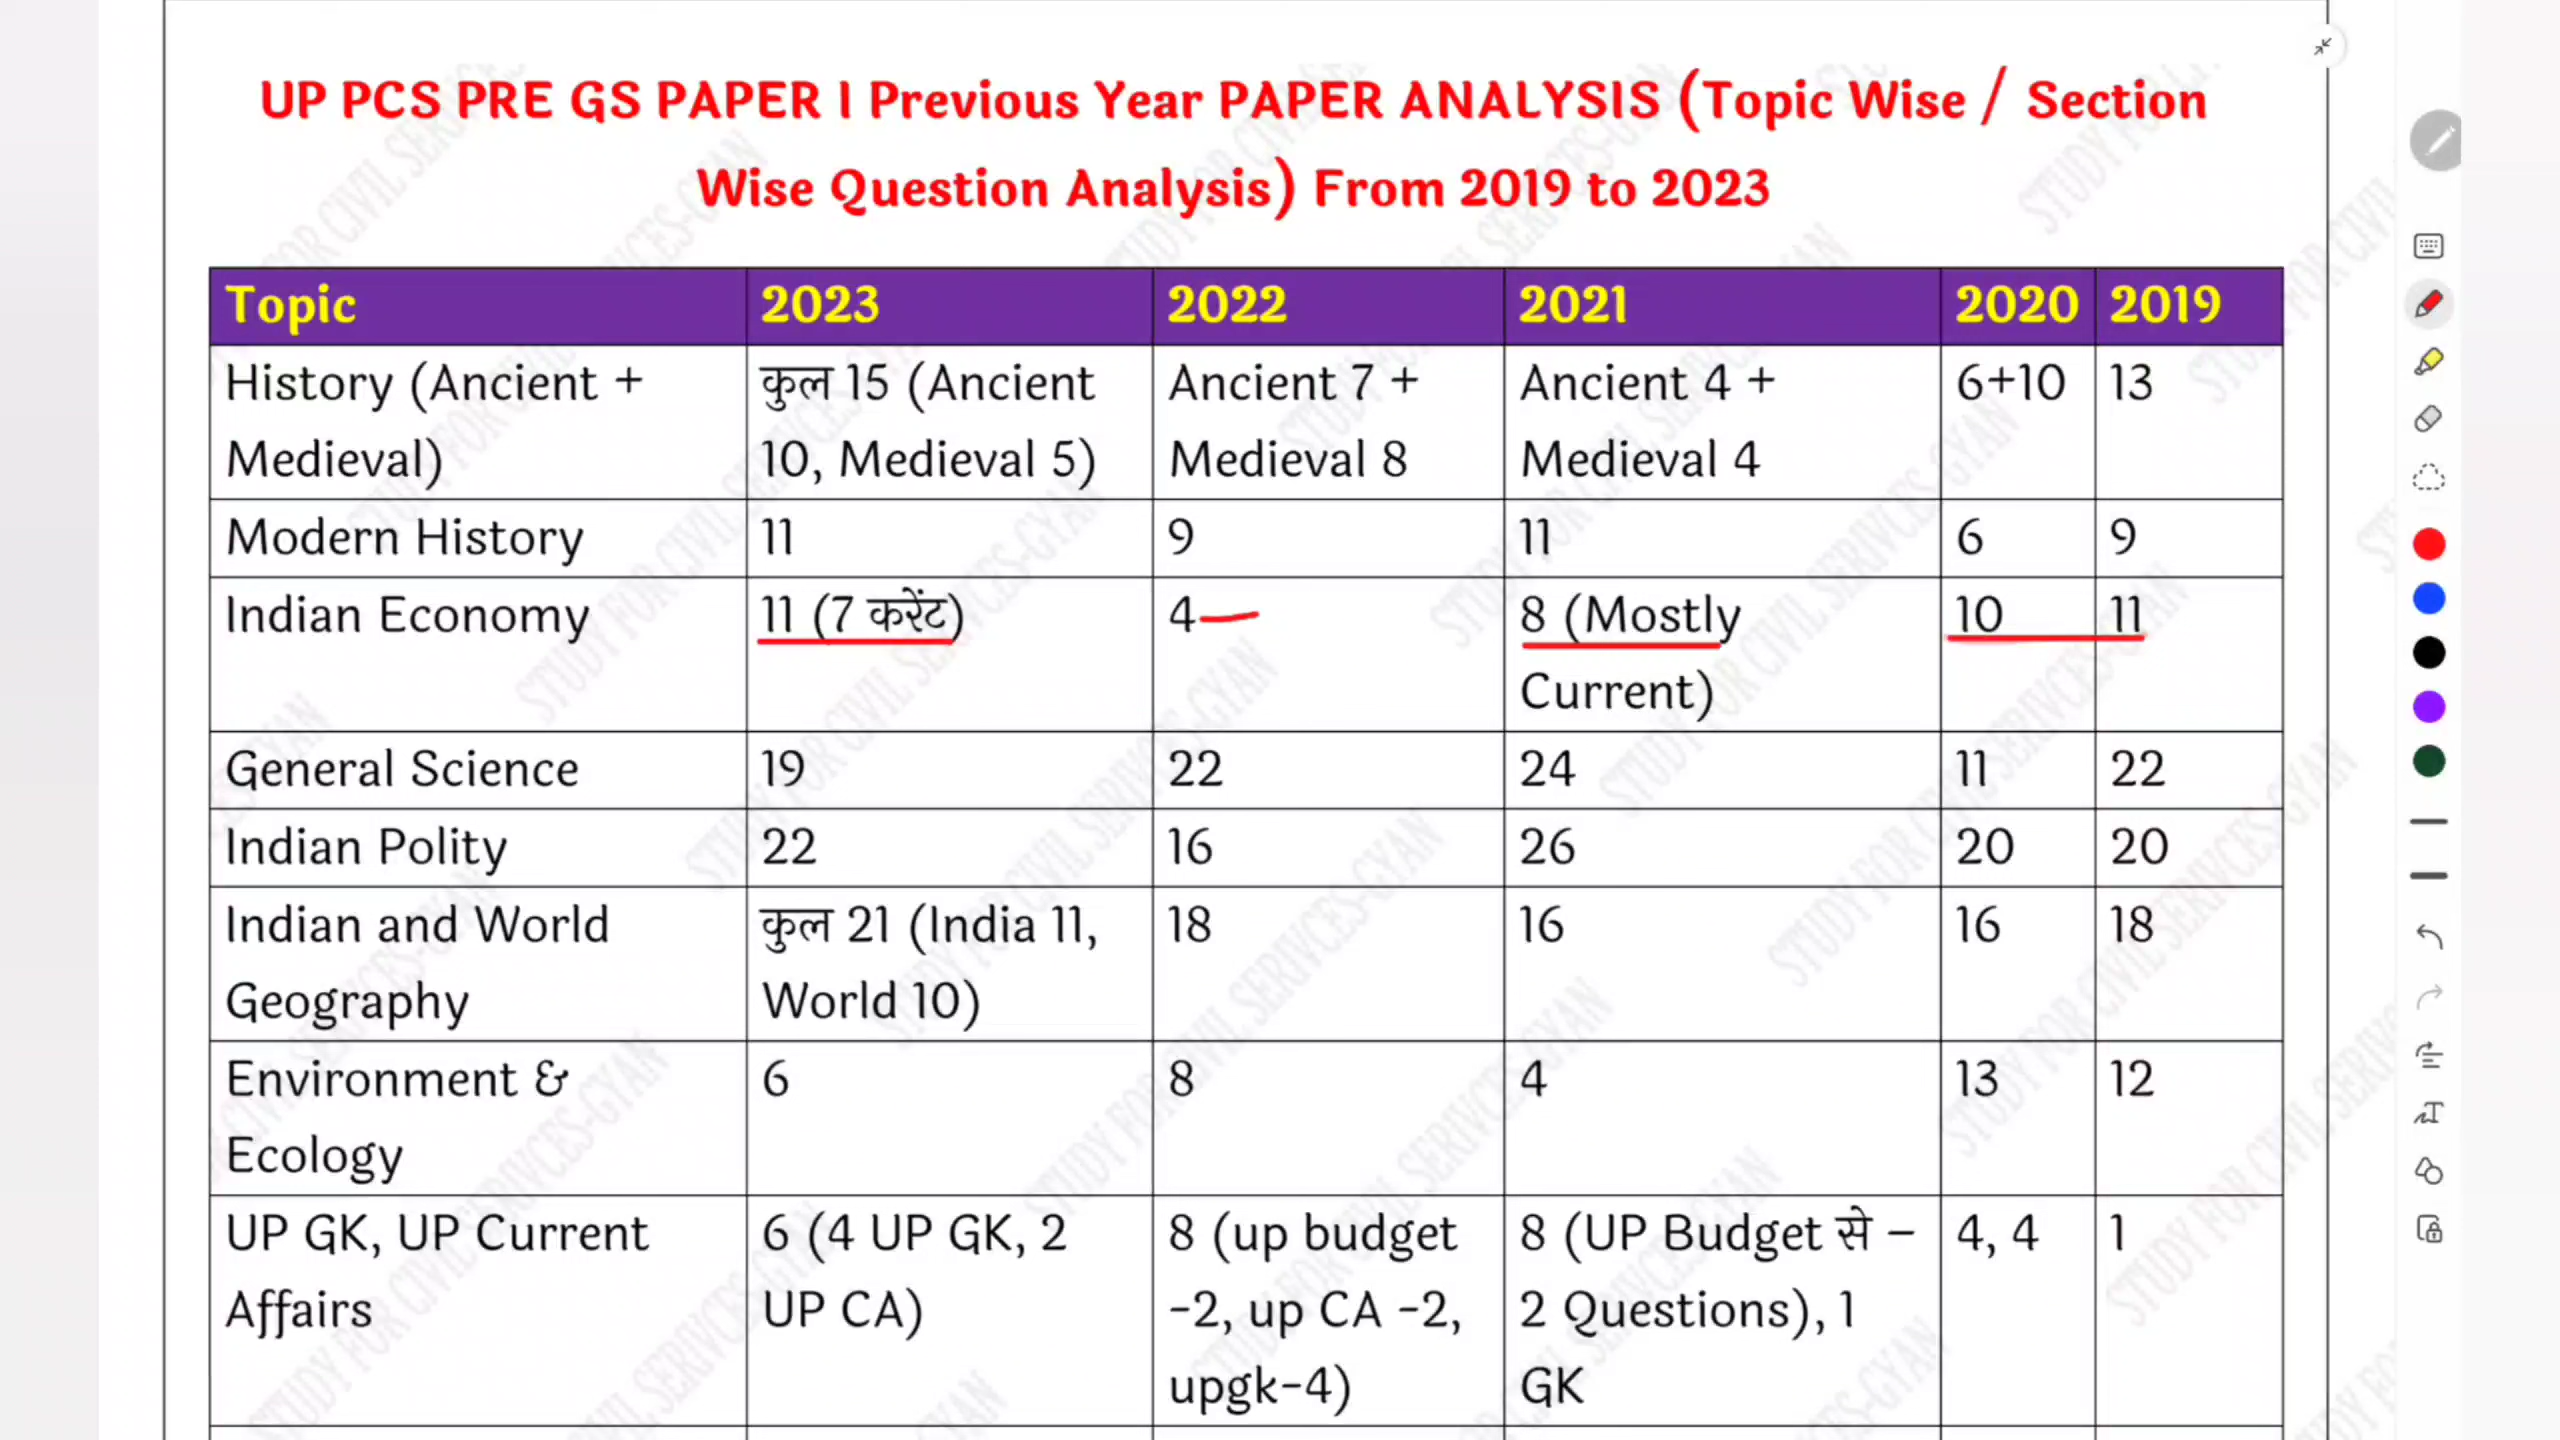 UP PCS PRE GS PAPER I Previous Year PAPER ANALYSIS (Topic Wise / Section
Wise Question Analysis) From 2019 to 2023
Topic 2023 2022 2021 2020 2019
History (Ancient + Medieval) कुल 15 (Ancient 10, Medieval 5) Ancient 7 + Medieval 8 Ancient 4 + Medieval 4 6+10 13
Modern History 11 9 11 6 9
Indian Economy 11 (7 करेंट) 4 8 (Mostly Current) 10 11
General Science 19 22 24 11 22
Indian Polity 22 16 26 20 20
Indian and World Geography कुल 21 (India 11, World 10) 18 16 16 18
Environment & Ecology 6 8 4 13 12
UP GK, UP Current Affairs 6 (4 UP GK, 2 UP CA) 8 (up budget -2, up CA -2, upgk-4) 8 (UP Budget से – 2 Questions), 1 GK 4, 4 1
STUDY FOR CIVIL SERIVCES-GYAN